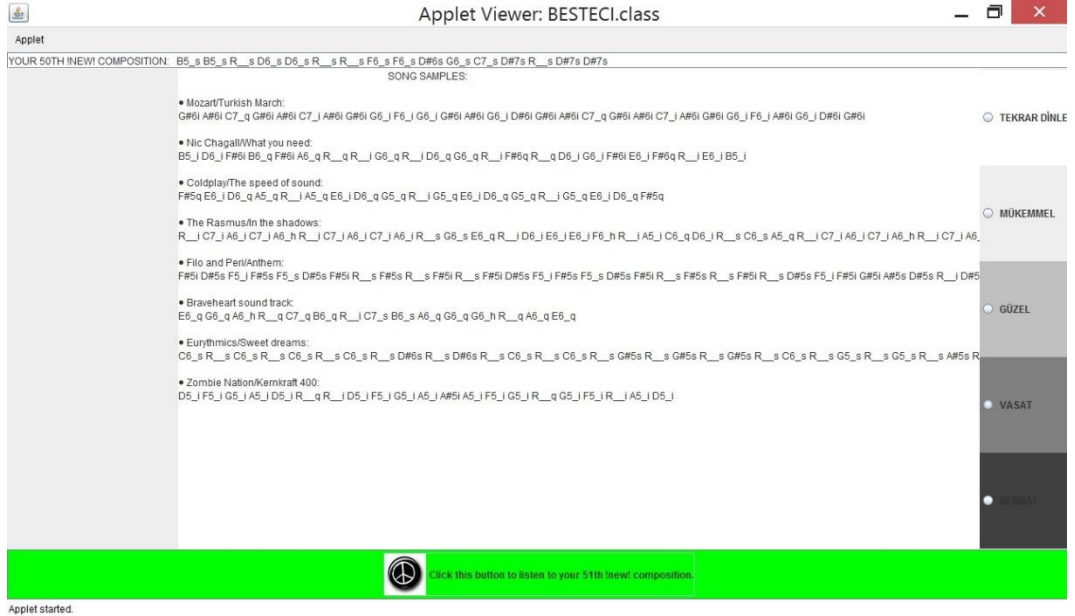 Applet Viewer: BESTECI.class
Applet
YOUR 50TH !NEW! COMPOSITION: B5_s B5_s R__s D6_s D6_s R__s R__s F6_s F6_s D#6s G6_s C7_s D#7s R__s D#7s D#7s
SONG SAMPLES:
● Mozart/Turkish March:
G#6i A#6i C7_q G#6i A#6i C7_i A#6i G#6i G6_i F6_i G6_i G#6i A#6i G6_i D#6i G#6i A#6i C7_q G#6i A#6i C7_i A#6i G#6i G6_i F6_i A#6i G6_i D#6i G#6i
TEKRAR DİNLE
● Nic Chagall/What you need:
B5_i D6_i F#6i B6_q F#6i A6_q R__q R__i G6_q R__i D6_q G6_q R__i F#6q R__q D6_i G6_i F#6i E6_i F#6q R__i E6_i B5_i
● Coldplay/The speed of sound:
F#5q E6_i D6_q A5_q R__i A5_q E6_i D6_q G5_q R__i G5_q E6_i D6_q G5_q R__i G5_q E6_i D6_q F#5q
● The Rasmus/In the shadows:
MÜKEMMEL
R__i C7_i A6_i C7_i A6_h R__i C7_i A6_i C7_i A6_i R__s G6_s E6_q R__i D6_i E6_i E6_i F6_h R__i A5_i C6_q D6_i R__s C6_s A5_q R__i C7_i A6_i C7_i A6_h R__i C7_i A6_
● Filo and Peri/Anthem:
F#5i D#5s F5_i F#5s F5_s D#5s F#5i R__s F#5s R__s F#5i R__s F#5i D#5s F5_i F#5s F5_s D#5s F#5i R__s F#5s R__s F#5i R__s D#5s F5_i F#5i G#5i A#5s D#5s R__i D#5
● Braveheart sound track:
GÜZEL
E6_q G6_q A6_h R__q C7_q B6_q R__i C7_s B6_s A6_q G6_q G6_h R__q A6_q E6_q
● Eurythmics/Sweet dreams:
C6_s R__s C6_s R__s C6_s R__s C6_s R__s D#6s R__s D#6s R__s C6_s R__s C6_s R__s G#5s R__s G#5s R__s G#5s R__s C6_s R__s G5_s R__s G5_s R__s A#5s R
● Zombie Nation/Kernkraft 400:
D5_i F5_i G5_i A5_i D5_i R__q R__i D5_i F5_i G5_i A5_i A#5i A5_i F5_i G5_i R__q G5_i F5_i R__i A5_i D5_i
VASAT
BERBAT
Click this button to listen to your 51th !new! composition.
Applet started.